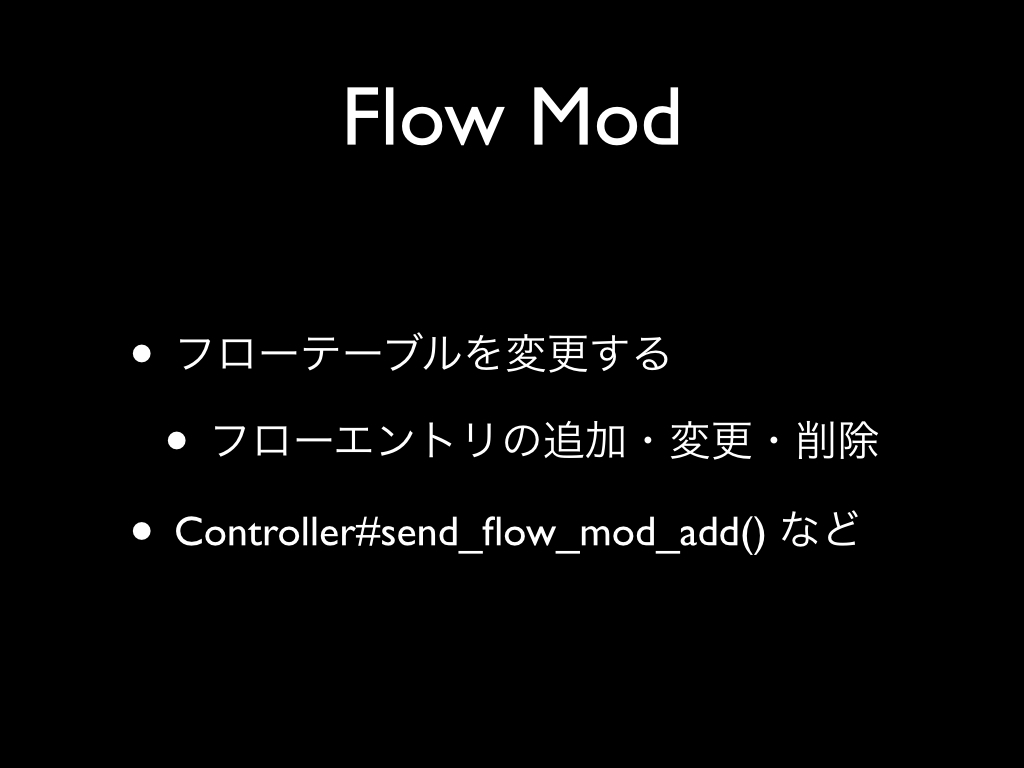 Flow Mod
• フローテーブルを変更する
• フローエントリの追加・変更・削除
• Controller#send_flow_mod_add() など